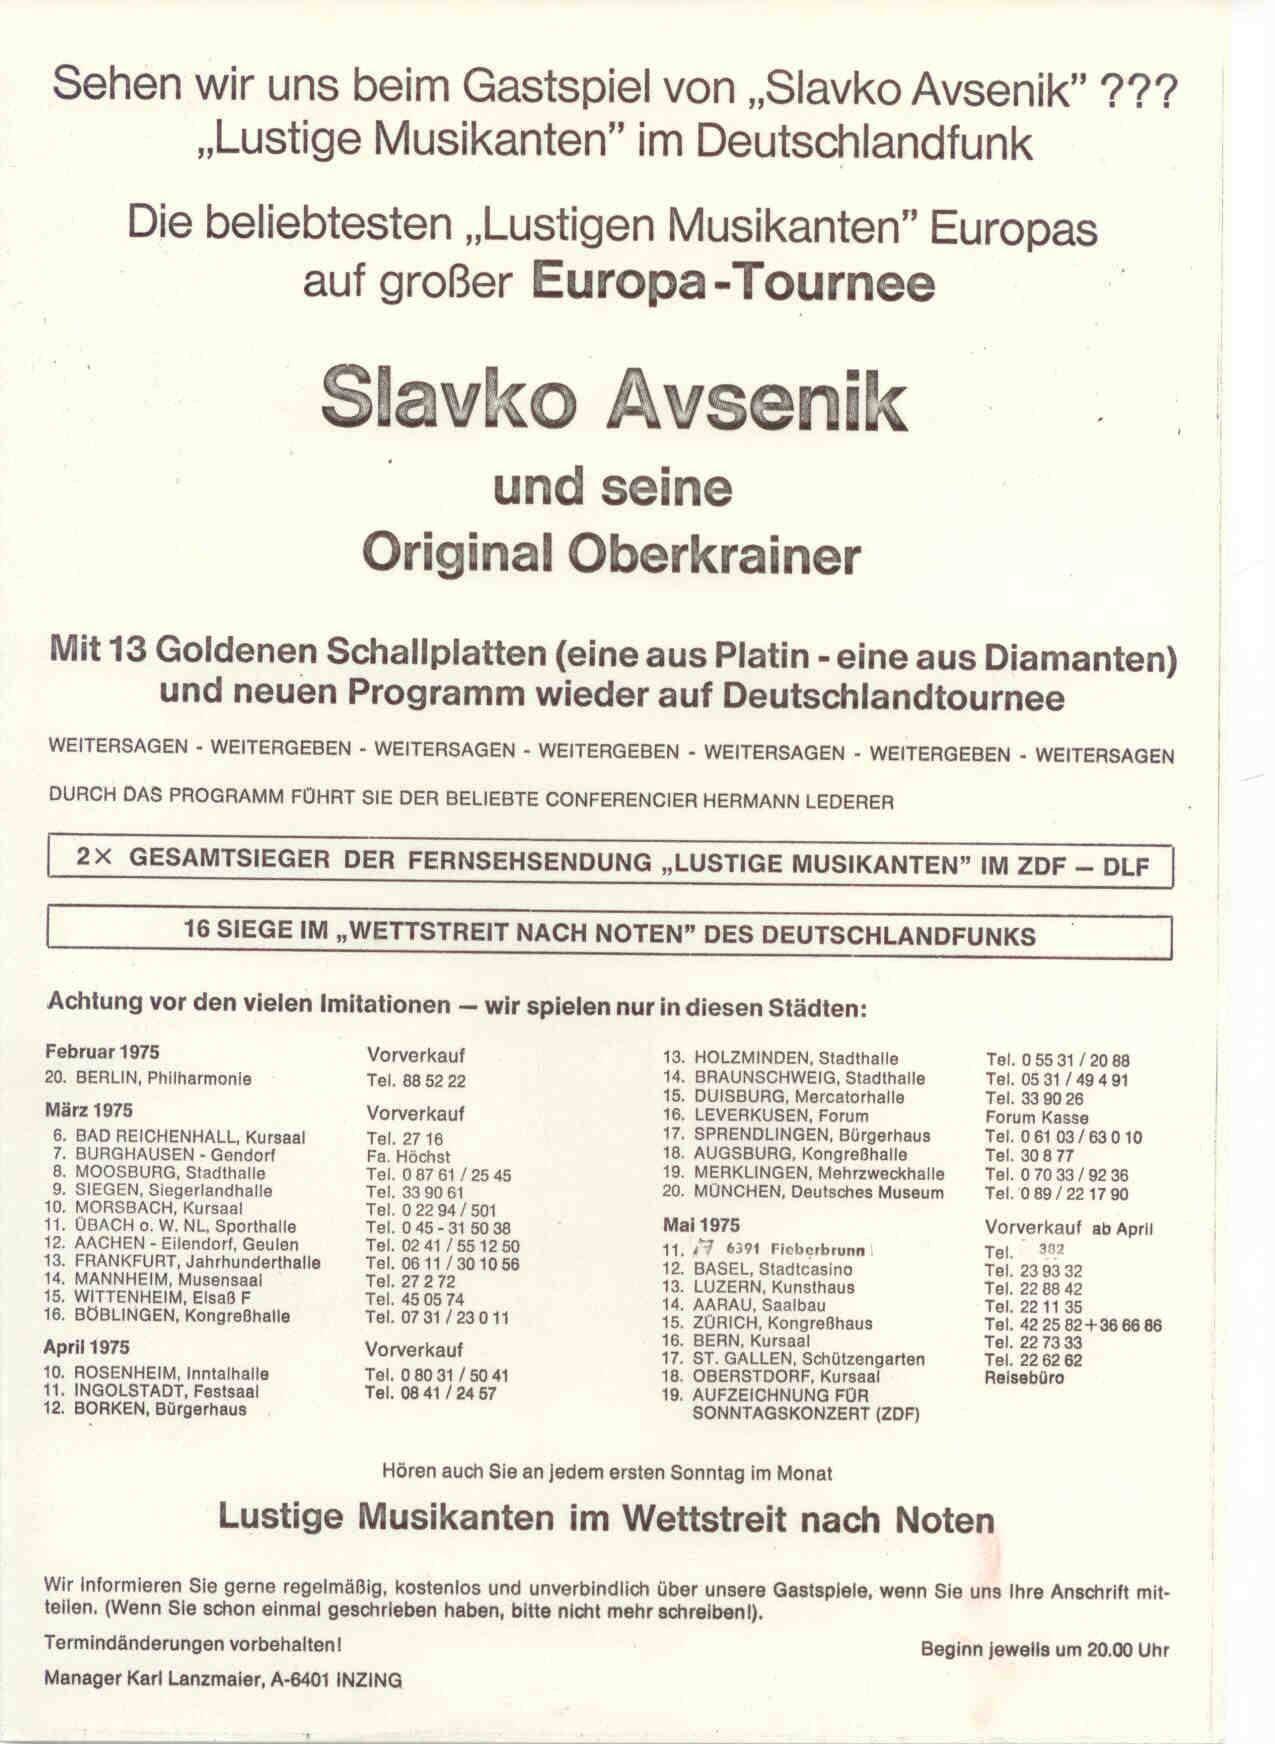 Sehen wir uns beim Gastspiel von „Slavko Avsenik” ???
„Lustige Musikanten” im Deutschlandfunk
Die beliebtesten „Lustigen Musikanten” Europas
auf großer Europa-Tournee
Slavko Avsenik
und seine
Original Oberkrainer
Mit 13 Goldenen Schallplatten (eine aus Platin - eine aus Diamanten)
und neuen Programm wieder auf Deutschlandtournee
WEITERSAGEN - WEITERGEBEN - WEITERSAGEN - WEITERGEBEN - WEITERSAGEN - WEITERGEBEN - WEITERSAGEN
DURCH DAS PROGRAMM FÜHRT SIE DER BELIEBTE CONFERENCIER HERMANN LEDERER
2× GESAMTSIEGER DER FERNSEHSENDUNG „LUSTIGE MUSIKANTEN” IM ZDF — DLF
16 SIEGE IM „WETTSTREIT NACH NOTEN” DES DEUTSCHLANDFUNKS
Achtung vor den vielen Imitationen — wir spielen nur in diesen Städten:
Februar 1975 Vorverkauf
20. BERLIN, Philharmonie Tel. 88 52 22
März 1975 Vorverkauf
6. BAD REICHENHALL, Kursaal Tel. 27 16
7. BURGHAUSEN - Gendorf Fa. Höchst
8. MOOSBURG, Stadthalle Tel. 0 87 61 / 25 45
9. SIEGEN, Siegerlandhalle Tel. 33 90 61
10. MORSBACH, Kursaal Tel. 0 22 94 / 501
11. ÜBACH o. W. NL, Sporthalle Tel. 0 45 - 31 50 38
12. AACHEN - Eilendorf, Geulen Tel. 02 41 / 55 12 50
13. FRANKFURT, Jahrhunderthalle Tel. 06 11 / 30 10 56
14. MANNHEIM, Musensaal Tel. 27 2 72
15. WITTENHEIM, Elsaß F Tel. 45 05 74
16. BÖBLINGEN, Kongreßhalle Tel. 07 31 / 23 0 11
April 1975 Vorverkauf
10. ROSENHEIM, Inntalhalle Tel. 0 80 31 / 50 41
11. INGOLSTADT, Festsaal Tel. 08 41 / 24 57
12. BORKEN, Bürgerhaus
13. HOLZMINDEN, Stadthalle Tel. 0 55 31 / 20 88
14. BRAUNSCHWEIG, Stadthalle Tel. 05 31 / 49 4 91
15. DUISBURG, Mercatorhalle Tel. 33 90 26
16. LEVERKUSEN, Forum Forum Kasse
17. SPRENDLINGEN, Bürgerhaus Tel. 0 61 03 / 63 0 10
18. AUGSBURG, Kongreßhalle Tel. 30 8 77
19. MERKLINGEN, Mehrzweckhalle Tel. 0 70 33 / 92 36
20. MÜNCHEN, Deutsches Museum Tel. 0 89 / 22 17 90
Mai 1975 Vorverkauf ab April
11. 6391 Fieberbrunn Tel. 382
12. BASEL, Stadtcasino Tel. 23 93 32
13. LUZERN, Kunsthaus Tel. 22 88 42
14. AARAU, Saalbau Tel. 22 11 35
15. ZÜRICH, Kongreßhaus Tel. 42 25 82+36 66 86
16. BERN, Kursaal Tel. 22 73 33
17. ST. GALLEN, Schützengarten Tel. 22 62 62
18. OBERSTDORF, Kursaal Reisebüro
19. AUFZEICHNUNG FÜR
SONNTAGSKONZERT (ZDF)
Hören auch Sie an jedem ersten Sonntag im Monat
Lustige Musikanten im Wettstreit nach Noten
Wir informieren Sie gerne regelmäßig, kostenlos und unverbindlich über unsere Gastspiele, wenn Sie uns Ihre Anschrift mit-
teilen. (Wenn Sie schon einmal geschrieben haben, bitte nicht mehr schreiben!).
Termindänderungen vorbehalten! Beginn jeweils um 20.00 Uhr
Manager Karl Lanzmaier, A-6401 INZING